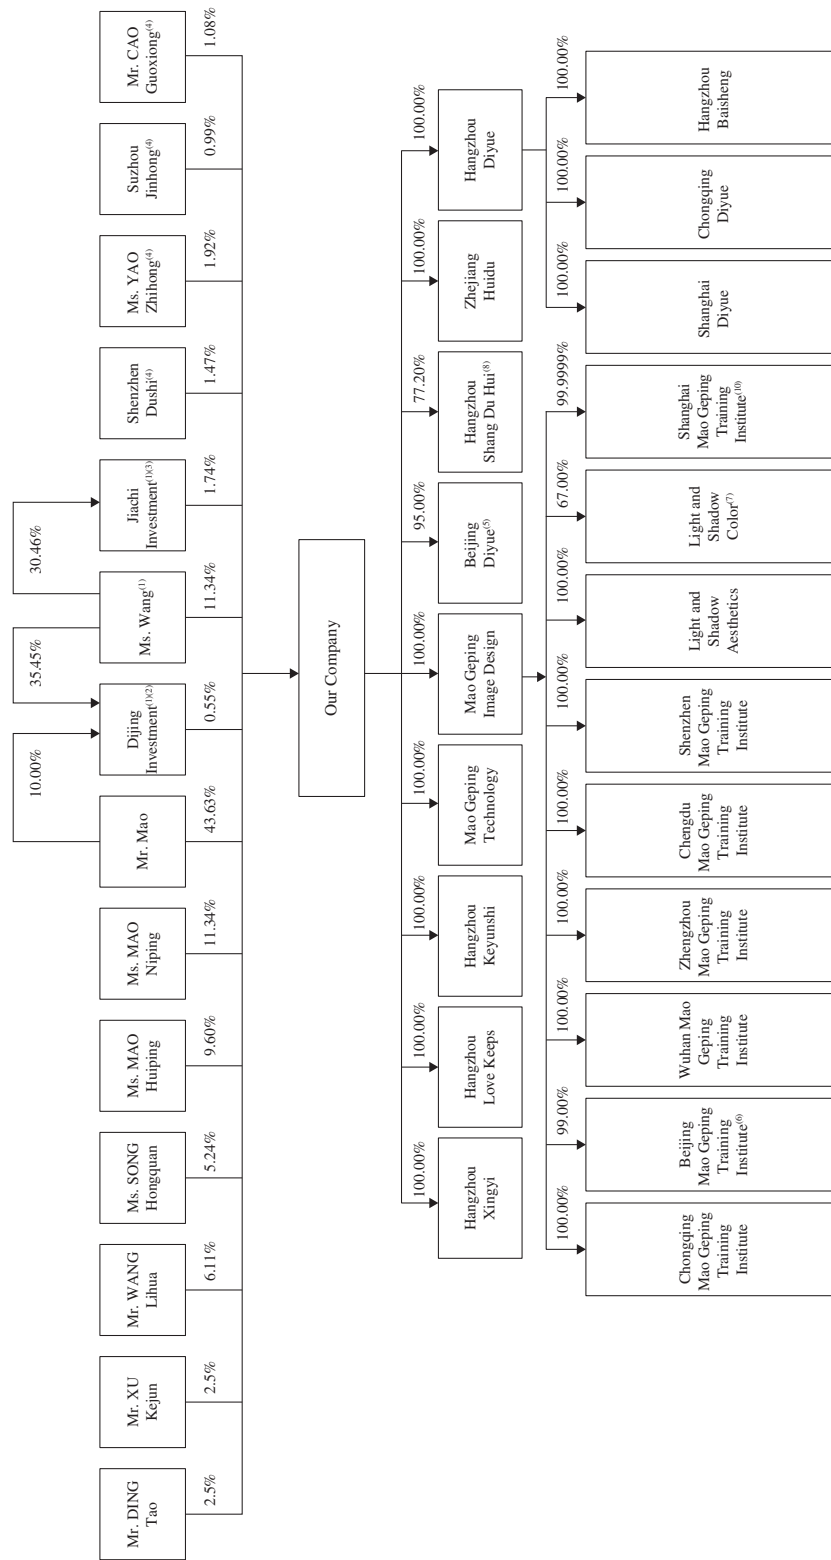 10.00%
35.45%
30.46%
Mr. DING
Tao
Mr. XU
Kejun
Mr. WANG
Lihua
Ms. SONG
Hongquan
Ms. MAO
Huiping
Ms. MAO
Niping
Mr. Mao
Dijing
Investment(1)(2)
Ms. Wang(1)
Jiachi
Investment(1)(3)
Shenzhen
Dushi(4)
Ms. YAO
Zhihong(4)
Suzhou
Jinhong(4)
Mr. CAO
Guoxiong(4)
2.5%
2.5%
6.11%
5.24%
9.60%
11.34%
43.63%
0.55%
11.34%
1.74%
1.47%
1.92%
0.99%
1.08%
Our Company
100.00%
100.00%
100.00%
100.00%
100.00%
95.00%
77.20%
100.00%
100.00%
Hangzhou
Xingyi
Hangzhou
Love Keeps
Hangzhou
Keyunshi
Mao Geping
Technology
Mao Geping
Image Design
Beijing
Diyue(5)
Hangzhou
Shang Du Hui(8)
Zhejiang
Huidu
Hangzhou
Diyue
100.00%
99.00%
100.00%
100.00%
100.00%
100.00%
100.00%
67.00%
99.9999%
100.00%
100.00%
100.00%
Chongqing
Mao Geping
Training
Institute
Beijing
Mao Geping
Training
Institute(6)
Wuhan Mao
Geping
Training
Institute
Zhengzhou
Mao Geping
Training
Institute
Chengdu
Mao Geping
Training
Institute
Shenzhen
Mao Geping
Training
Institute
Light and
Shadow
Aesthetics
Light and
Shadow
Color(7)
Shanghai
Mao Geping
Training
Institute(10)
Shanghai
Diyue
Chongqing
Diyue
Hangzhou
Baisheng